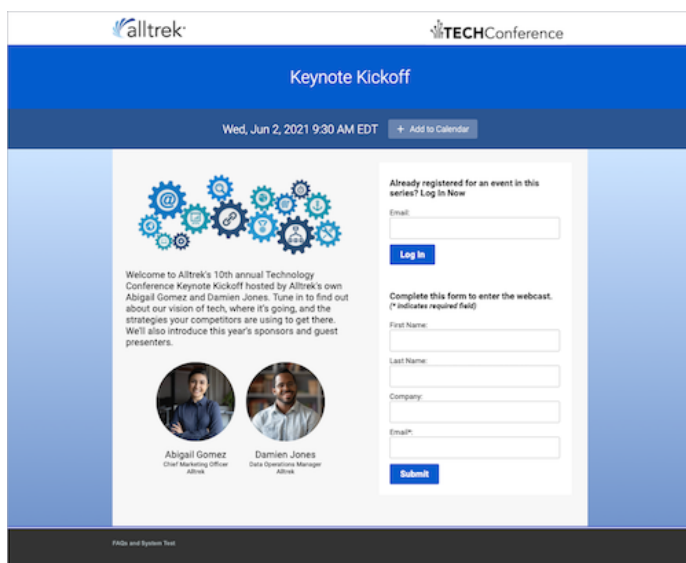 alltrek
TECHConference
Keynote Kickoff
Wed, Jun 2, 2021 9:30 AM EDT
+ Add to Calendar
Welcome to Alltrek's 10th annual Technology
Conference Keynote Kickoff hosted by Alltrek's own
Abigail Gomez and Damien Jones. Tune in to find out
about our vision of tech, where it's going, and the
strategies your competitors are using to get there.
We'll also introduce this year's sponsors and guest
presenters.
Abigail Gomez
Chief Marketing Officer
Alltrek
Damien Jones
Data Operations Manager
Alltrek
Already registered for an event in this
series? Log In Now
Email:
Log In
Complete this form to enter the webcast.
(* indicates required field)
First Name:
Last Name:
Company:
Email*:
Submit
FAQs and System Test